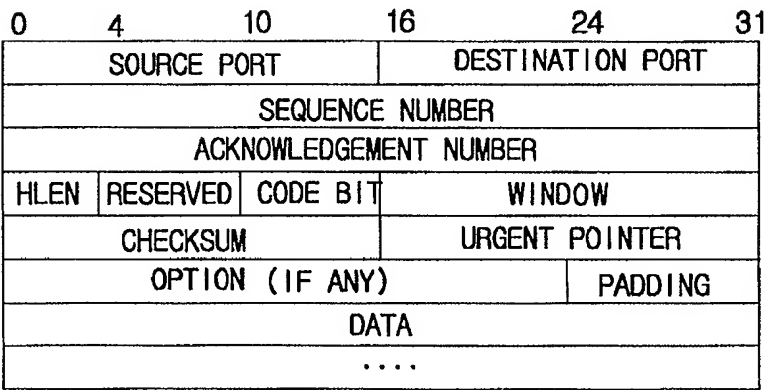 0 4 10 16 24 31
SOURCE PORT DESTINATION PORT
SEQUENCE NUMBER
ACKNOWLEDGEMENT NUMBER
HLEN RESERVED CODE BIT WINDOW
CHECKSUM URGENT POINTER
OPTION (IF ANY) PADDING
DATA
....